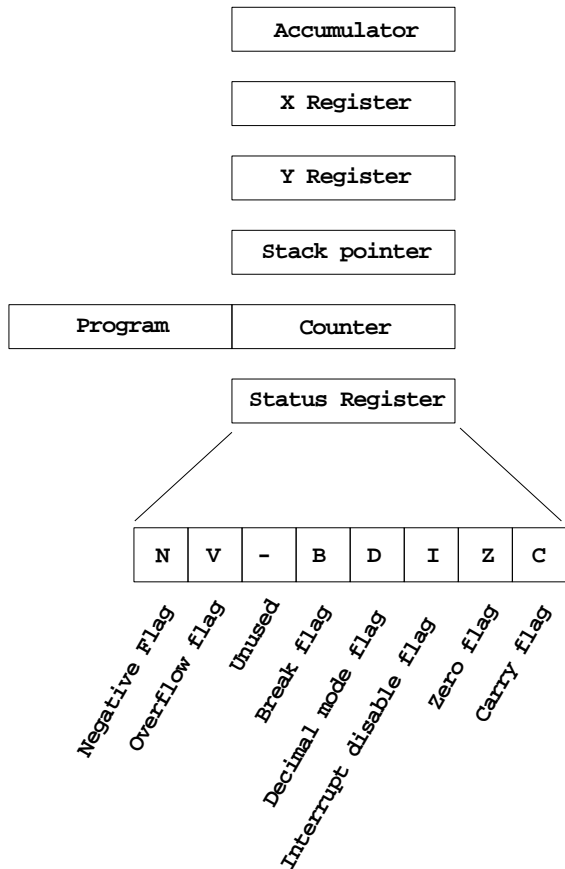 Accumulator
X Register
Y Register
Stack pointer
Program Counter
Status Register
N V - B D I Z C
Negative Flag
Overflow flag
Unused
Break flag
Decimal mode flag
Interrupt disable flag
Zero flag
Carry flag